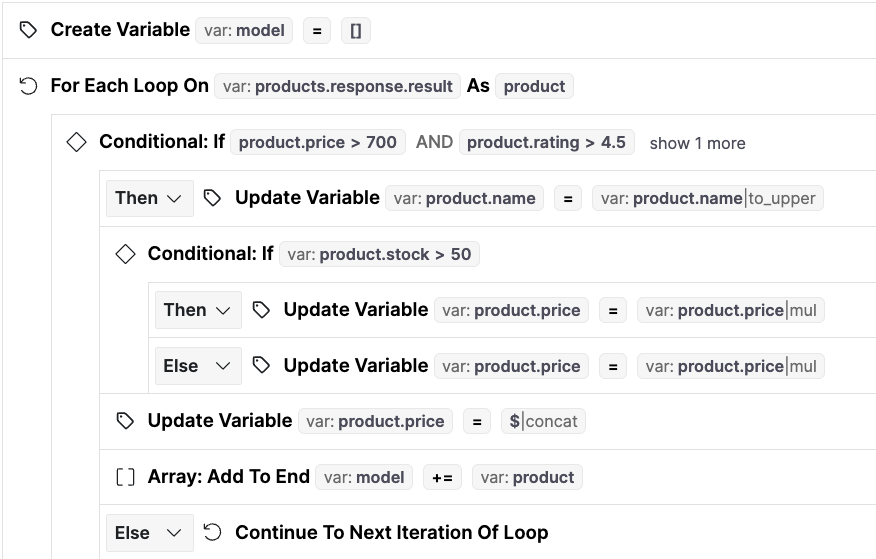 Create Variable var: model = []
For Each Loop On var: products.response.result As product
Conditional: If product.price > 700 AND product.rating > 4.5 show 1 more
Then Update Variable var: product.name = var: product.name|to_upper
Conditional: If var: product.stock > 50
Then Update Variable var: product.price = var: product.price|mul
Else Update Variable var: product.price = var: product.price|mul
Update Variable var: product.price = $|concat
[ ] Array: Add To End var: model += var: product
Else Continue To Next Iteration Of Loop